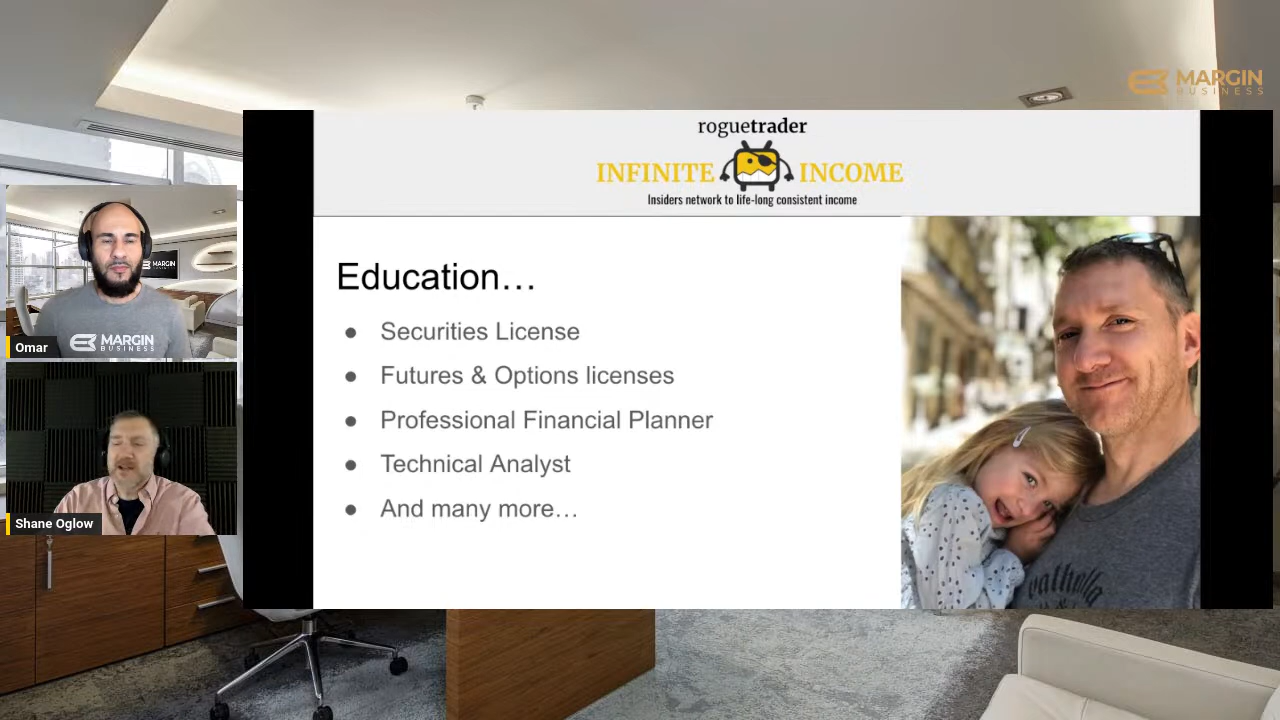 MARGIN
BUSINESS
roguetrader
INFINITE INCOME
Insiders network to life-long consistent income
Education…
● Securities License
● Futures & Options licenses
● Professional Financial Planner
● Technical Analyst
● And many more…
MARGIN
BUSINESS
Omar
MARGIN
BUSINESS
Shane Oglow